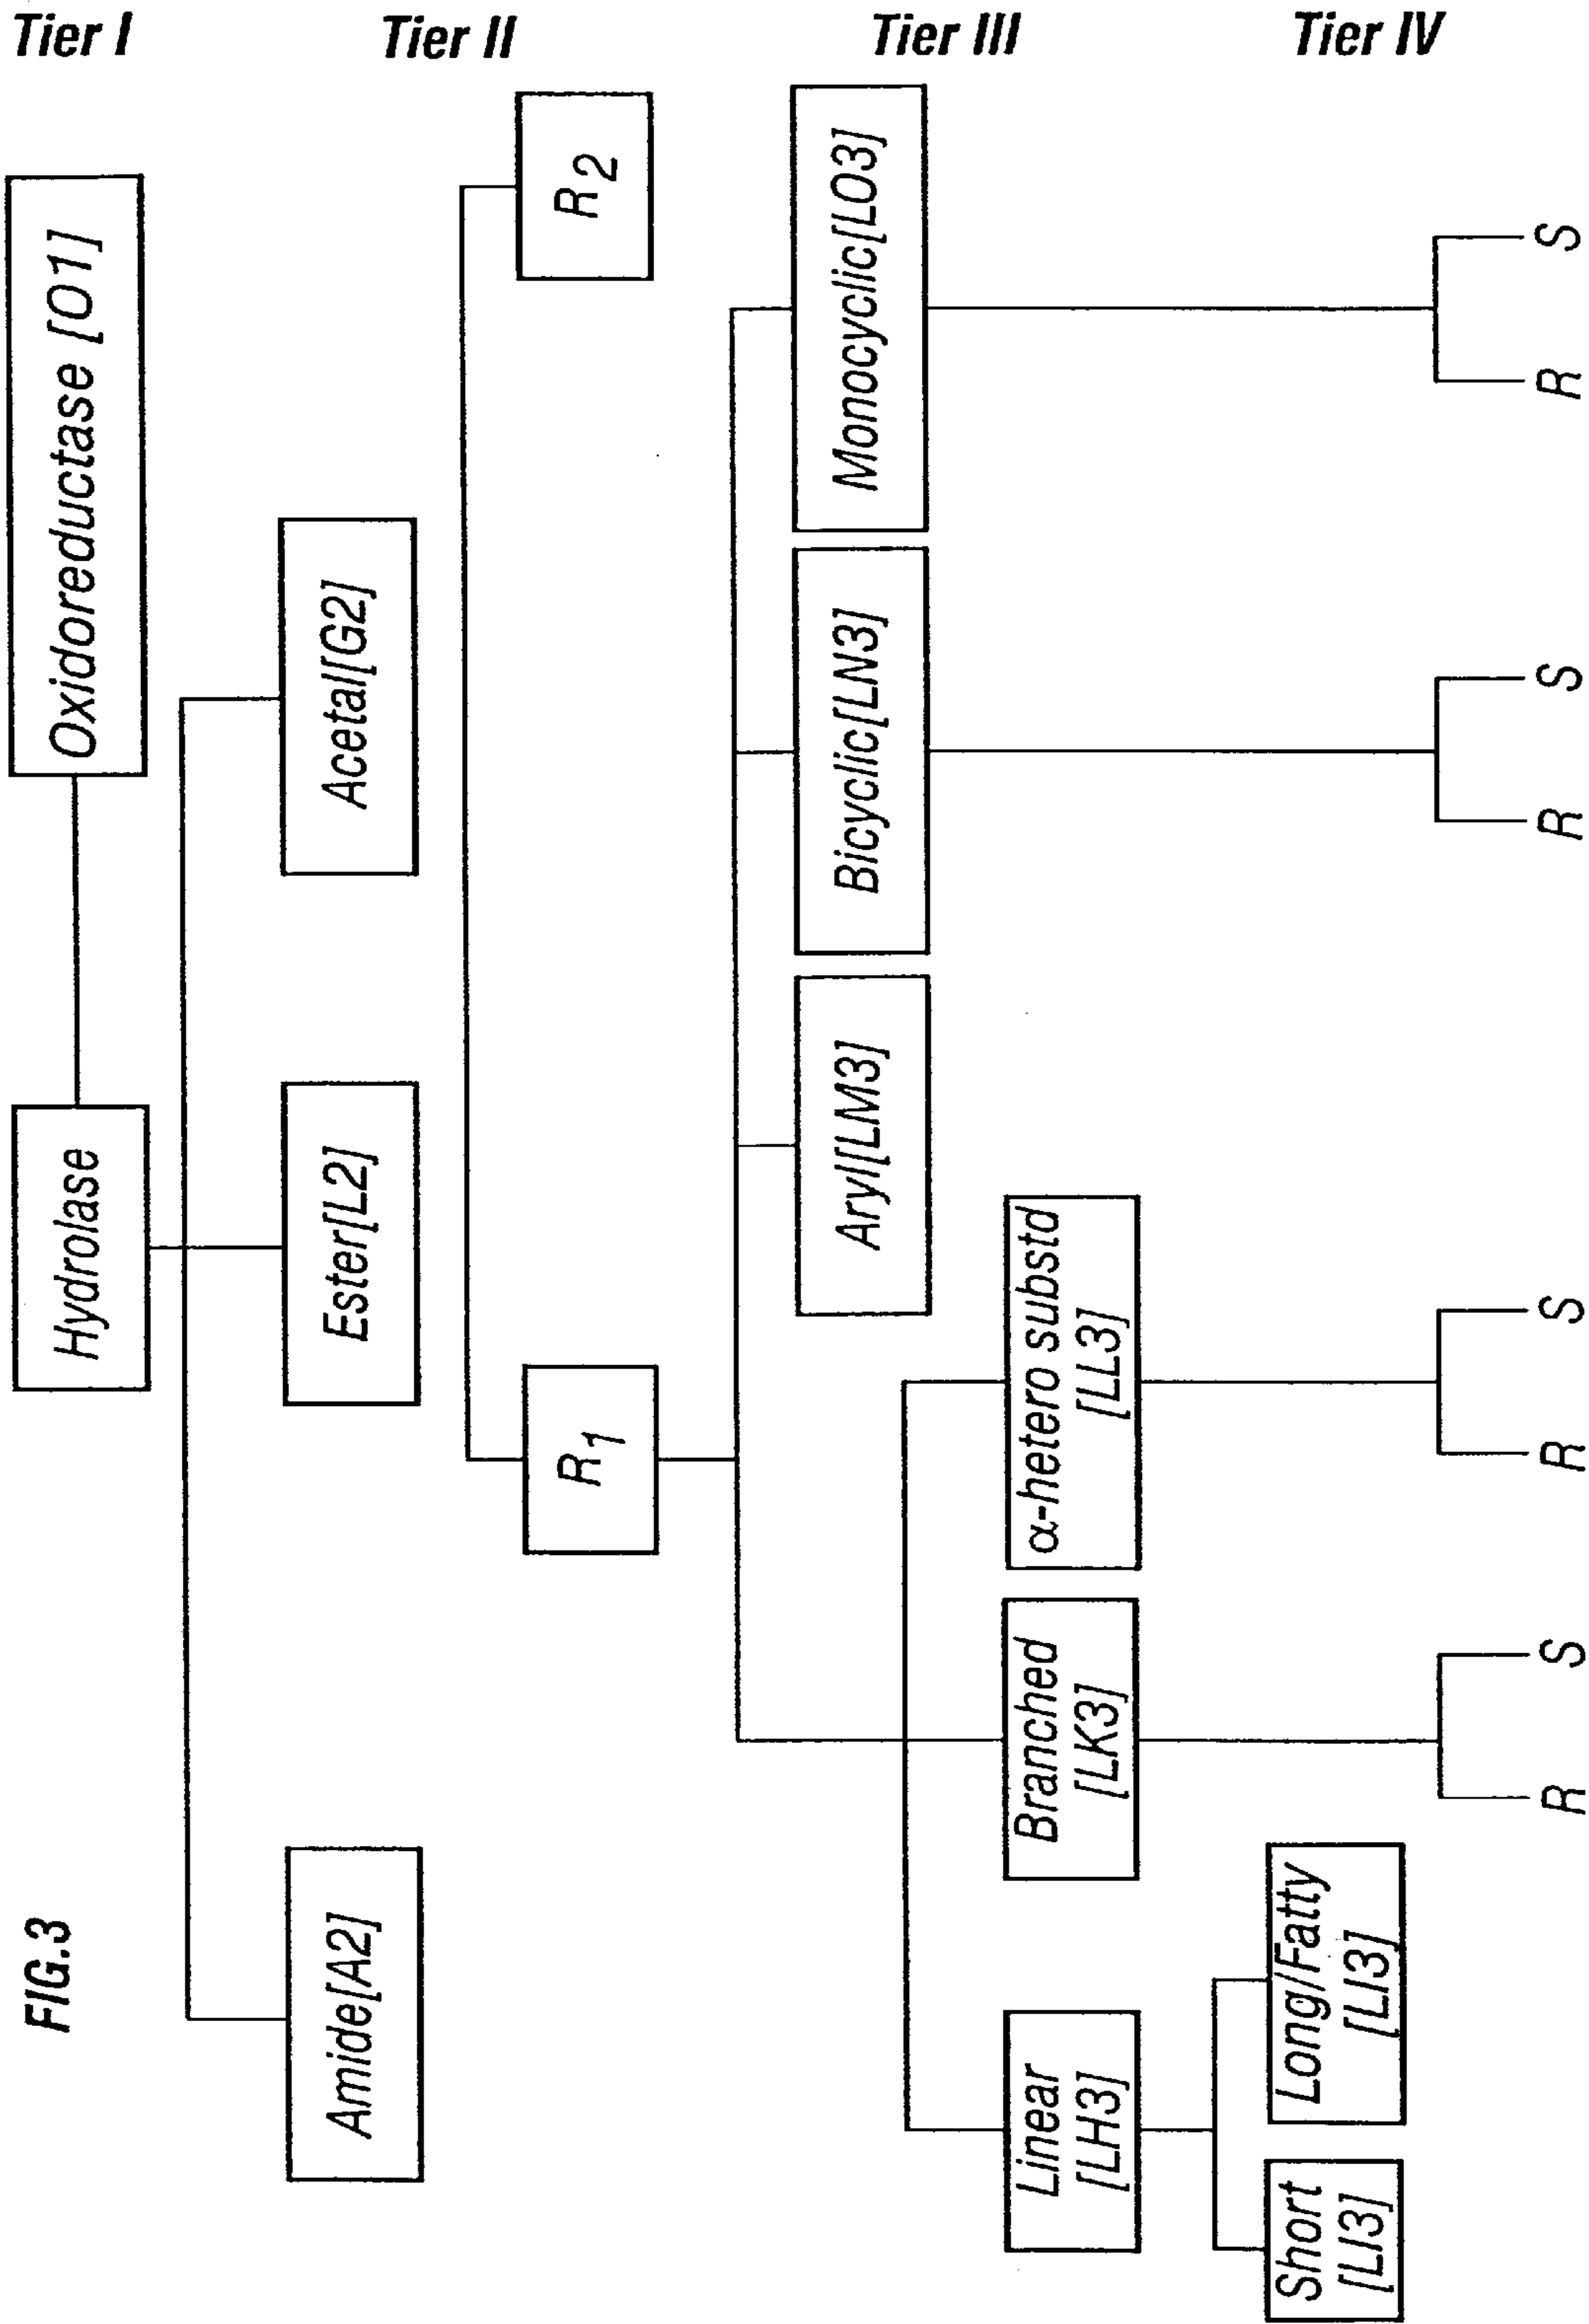 FIG.3
Tier I
Hydrolase
Oxidoreductase [O1]
Tier II
Amide[A2]
Ester[L2]
Acetal[G2]
R1
R2
Tier III
Aryl[LM3]
Bicyclic[LN3]
Monocyclic[LO3]
Linear
[LH3]
Branched
[LK3]
α-hetero substd
[LL3]
Tier IV
Short
[LI3]
Long/Fatty
[LI3]
R S R S R S R S